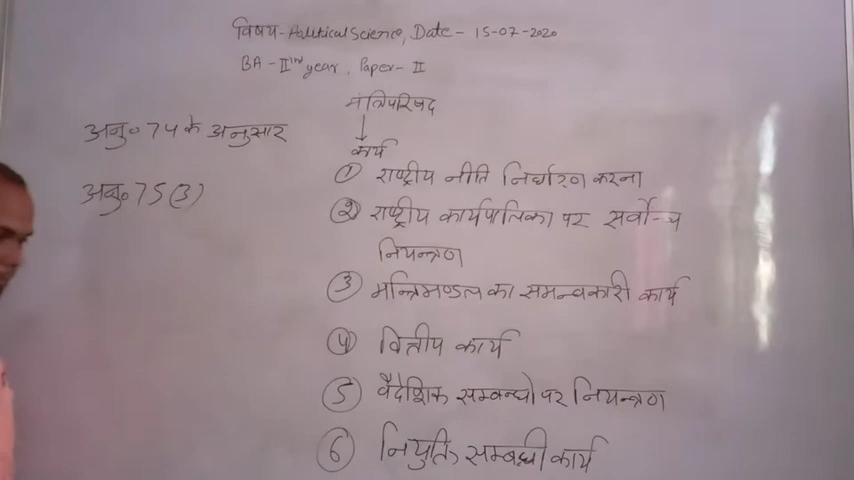 विषय - Political Science, Date - 15-07-2020
BA - IInd year, Paper - II
मंत्रिपरिषद
अनु० 74 के अनुसार
कार्य
① राष्ट्रीय नीति निर्धारण करना
अनु० 75(3)
② राष्ट्रीय कार्यपालिका पर सर्वोच्च
नियन्त्रण
③ मन्त्रिमण्डल का समन्वकारी कार्य
④ वित्तीय कार्य
⑤ वैदेशिक सम्बन्धो पर नियन्त्रण
⑥ नियुक्ति सम्बन्धी कार्य